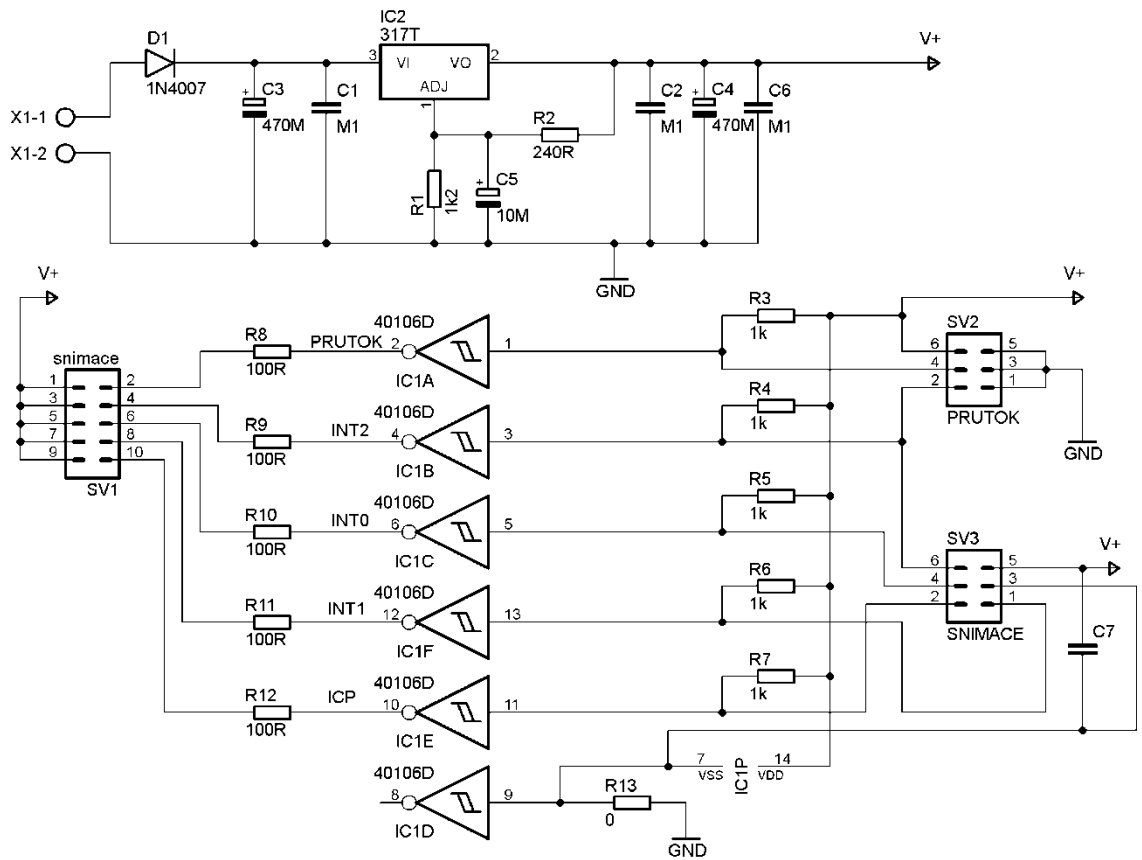 IC2
317T
D1
1N4007
3
VI
VO
2
ADJ
1
V+
X1-1
X1-2
+
C3
470M
C1
M1
R2
240R
C2
M1
+
C4
470M
C6
M1
R1
1k2
+
C5
10M
GND
V+
V+
snimace
1
2
3
4
5
6
7
8
9
10
SV1
R8
100R
PRUTOK
40106D
2
1
IC1A
R3
1k
SV2
6
5
4
3
2
1
PRUTOK
GND
R9
100R
INT2
40106D
4
3
IC1B
R4
1k
R10
100R
INT0
40106D
6
5
IC1C
R5
1k
SV3
6
5
4
3
2
1
SNIMACE
V+
C7
R11
100R
INT1
40106D
12
13
IC1F
R6
1k
R12
100R
ICP
40106D
10
11
IC1E
R7
1k
40106D
8
9
IC1D
7
VSS
IC1P
14
VDD
R13
0
GND